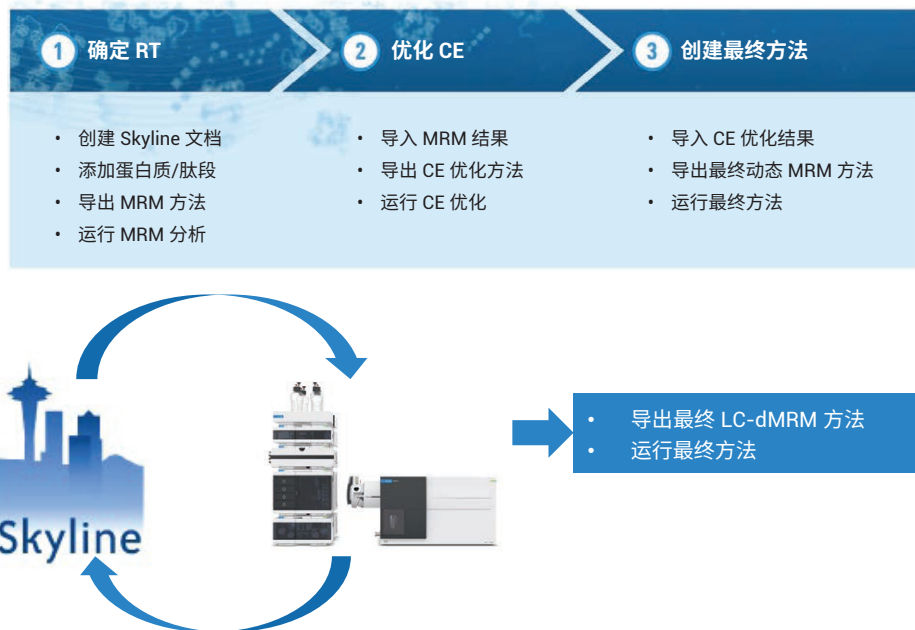 1 确定 RT
2 优化 CE
3 创建最终方法
• 创建 Skyline 文档
• 添加蛋白质/肽段
• 导出 MRM 方法
• 运行 MRM 分析
• 导入 MRM 结果
• 导出 CE 优化方法
• 运行 CE 优化
• 导入 CE 优化结果
• 导出最终动态 MRM 方法
• 运行最终方法
Skyline
• 导出最终 LC-dMRM 方法
• 运行最终方法